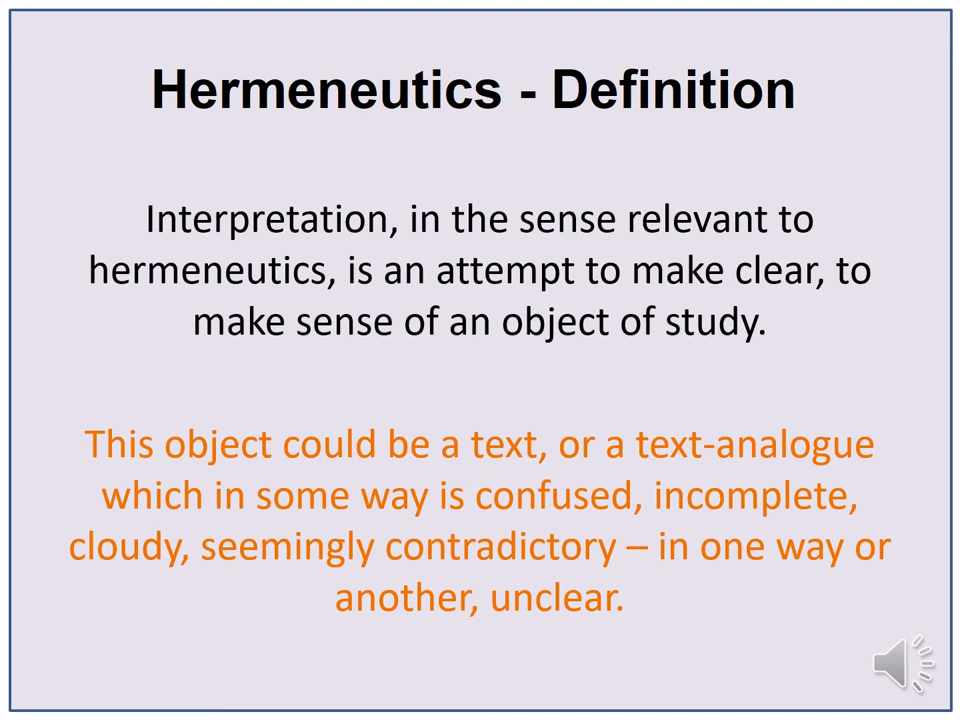 Hermeneutics - Definition
Interpretation, in the sense relevant to
hermeneutics, is an attempt to make clear, to
make sense of an object of study.
This object could be a text, or a text-analogue
which in some way is confused, incomplete,
cloudy, seemingly contradictory – in one way or
another, unclear.